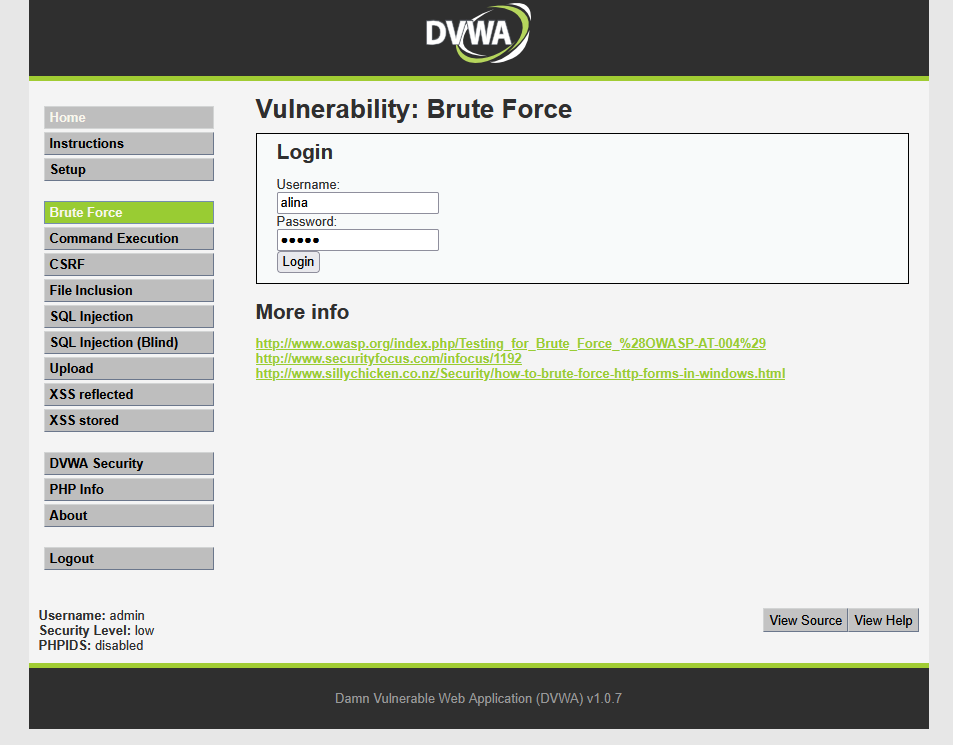 DVWA
Home
Instructions
Setup
Brute Force
Command Execution
CSRF
File Inclusion
SQL Injection
SQL Injection (Blind)
Upload
XSS reflected
XSS stored
DVWA Security
PHP Info
About
Logout
Vulnerability: Brute Force
Login
Username:
alina
Password:
●●●●●
Login
More info
http://www.owasp.org/index.php/Testing_for_Brute_Force_%28OWASP-AT-004%29
http://www.securityfocus.com/infocus/1192
http://www.sillychicken.co.nz/Security/how-to-brute-force-http-forms-in-windows.html
Username: admin
Security Level: low
PHPIDS: disabled
View Source
View Help
Damn Vulnerable Web Application (DVWA) v1.0.7